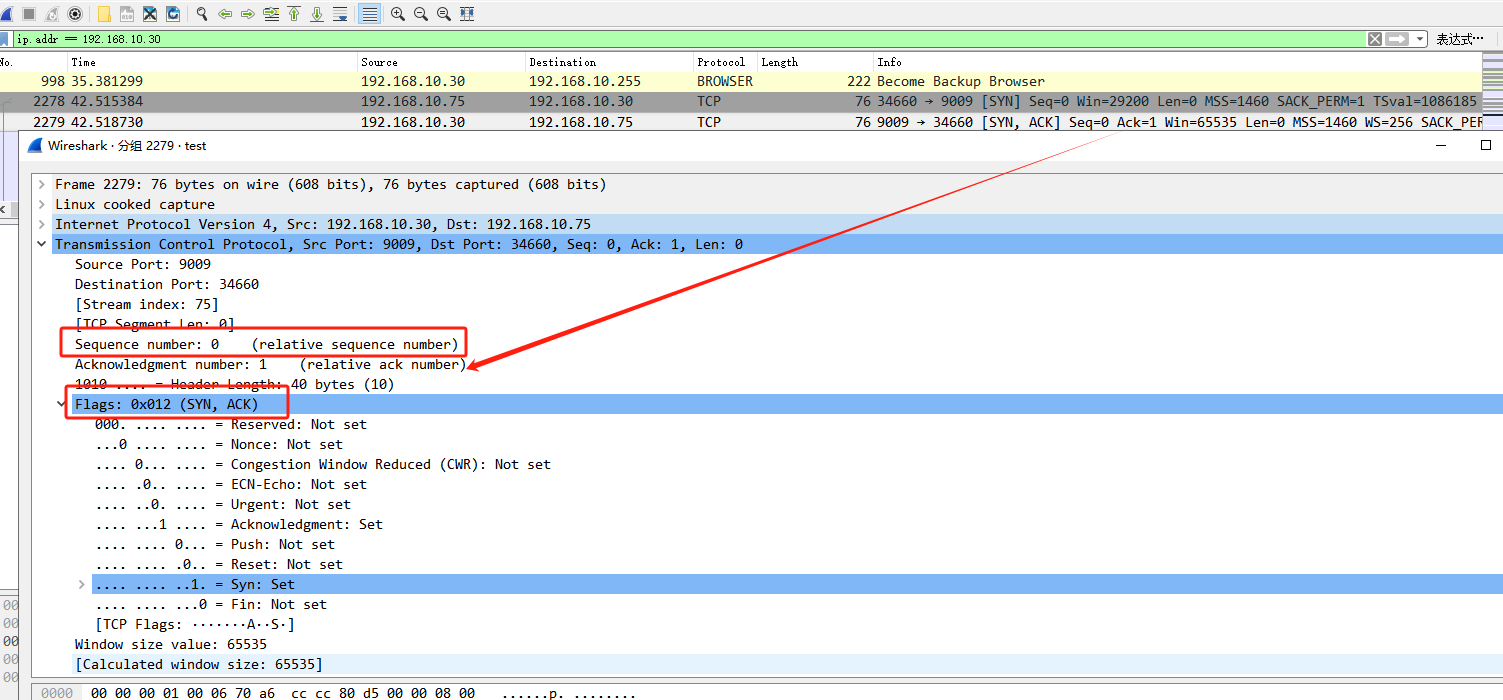 ip.addr == 192.168.10.30 表达式…
No. Time Source Destination Protocol Length Info
998 35.381299 192.168.10.30 192.168.10.255 BROWSER 222 Become Backup Browser
2278 42.515384 192.168.10.75 192.168.10.30 TCP 76 34660 → 9009 [SYN] Seq=0 Win=29200 Len=0 MSS=1460 SACK_PERM=1 TSval=1086185
2279 42.518730 192.168.10.30 192.168.10.75 TCP 76 9009 → 34660 [SYN, ACK] Seq=0 Ack=1 Win=65535 Len=0 MSS=1460 WS=256 SACK_PER
Wireshark · 分组 2279 · test
Frame 2279: 76 bytes on wire (608 bits), 76 bytes captured (608 bits)
Linux cooked capture
Internet Protocol Version 4, Src: 192.168.10.30, Dst: 192.168.10.75
Transmission Control Protocol, Src Port: 9009, Dst Port: 34660, Seq: 0, Ack: 1, Len: 0
Source Port: 9009
Destination Port: 34660
[Stream index: 75]
[TCP Segment Len: 0]
Sequence number: 0 (relative sequence number)
Acknowledgment number: 1 (relative ack number)
1010 .... = Header Length: 40 bytes (10)
Flags: 0x012 (SYN, ACK)
000. .... .... = Reserved: Not set
...0 .... .... = Nonce: Not set
.... 0... .... = Congestion Window Reduced (CWR): Not set
.... .0.. .... = ECN-Echo: Not set
.... ..0. .... = Urgent: Not set
.... ...1 .... = Acknowledgment: Set
.... .... 0... = Push: Not set
.... .... .0.. = Reset: Not set
.... .... ..1. = Syn: Set
.... .... ...0 = Fin: Not set
[TCP Flags: ·······A··S·]
Window size value: 65535
[Calculated window size: 65535]
00
00
00
00
00
0000 00 00 00 01 00 06 70 a6 cc cc 80 d5 00 00 08 00 ......p. ........